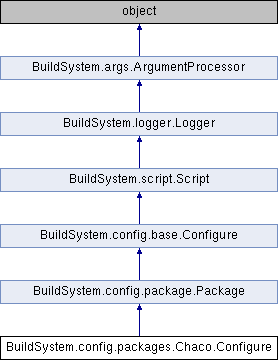 object
BuildSystem.args.ArgumentProcessor
BuildSystem.logger.Logger
BuildSystem.script.Script
BuildSystem.config.base.Configure
BuildSystem.config.package.Package
BuildSystem.config.packages.Chaco.Configure